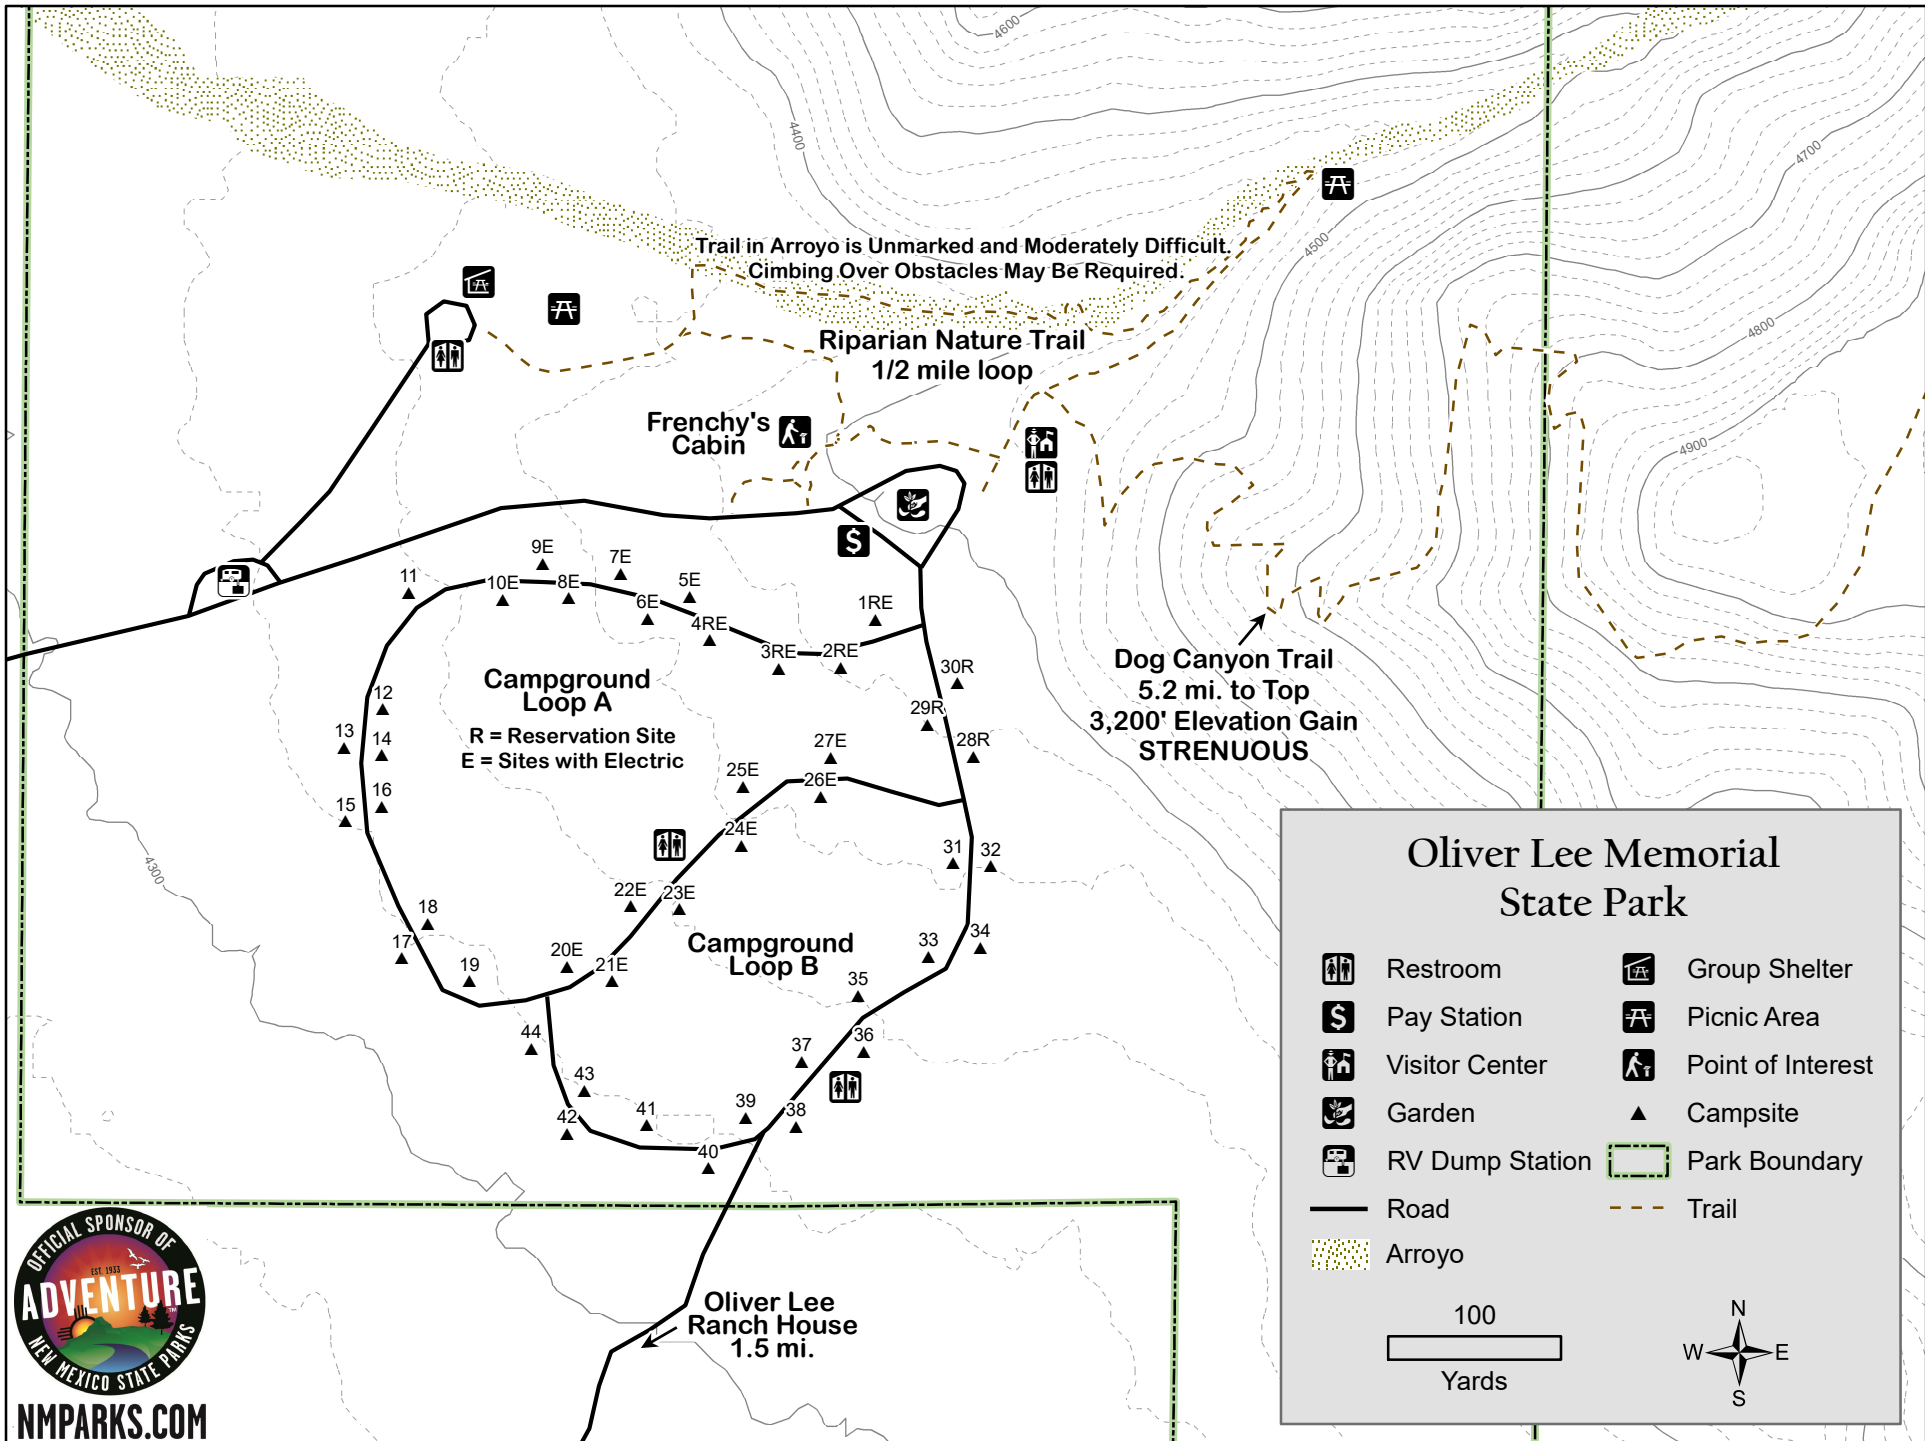 4600
4400
4700
Trail in Arroyo is Unmarked and Moderately Difficult.
Cimbing Over Obstacles May Be Required.
4500
4800
Riparian Nature Trail
1/2 mile loop
Frenchy's
Cabin
4900
9E
7E
11
10E
8E
5E
6E
1RE
4RE
3RE
2RE
Dog Canyon Trail
5.2 mi. to Top
3,200' Elevation Gain
STRENUOUS
30R
Campground
Loop A
R = Reservation Site
E = Sites with Electric
12
29R
13
14
27E
28R
25E
26E
15
16
24E
4300
31
32
22E
23E
18
17
Campground
Loop B
33
34
20E
21E
19
35
44
37
36
43
42
41
39
38
40
Oliver Lee Memorial
State Park
Restroom
Group Shelter
Pay Station
Picnic Area
Visitor Center
Point of Interest
Garden
Campsite
RV Dump Station
Park Boundary
Road
Trail
Arroyo
100
Yards
N
W
E
S
Oliver Lee
Ranch House
1.5 mi.
OFFICIAL SPONSOR OF
EST. 1933
ADVENTURE™
NEW MEXICO STATE PARKS
NMPARKS.COM